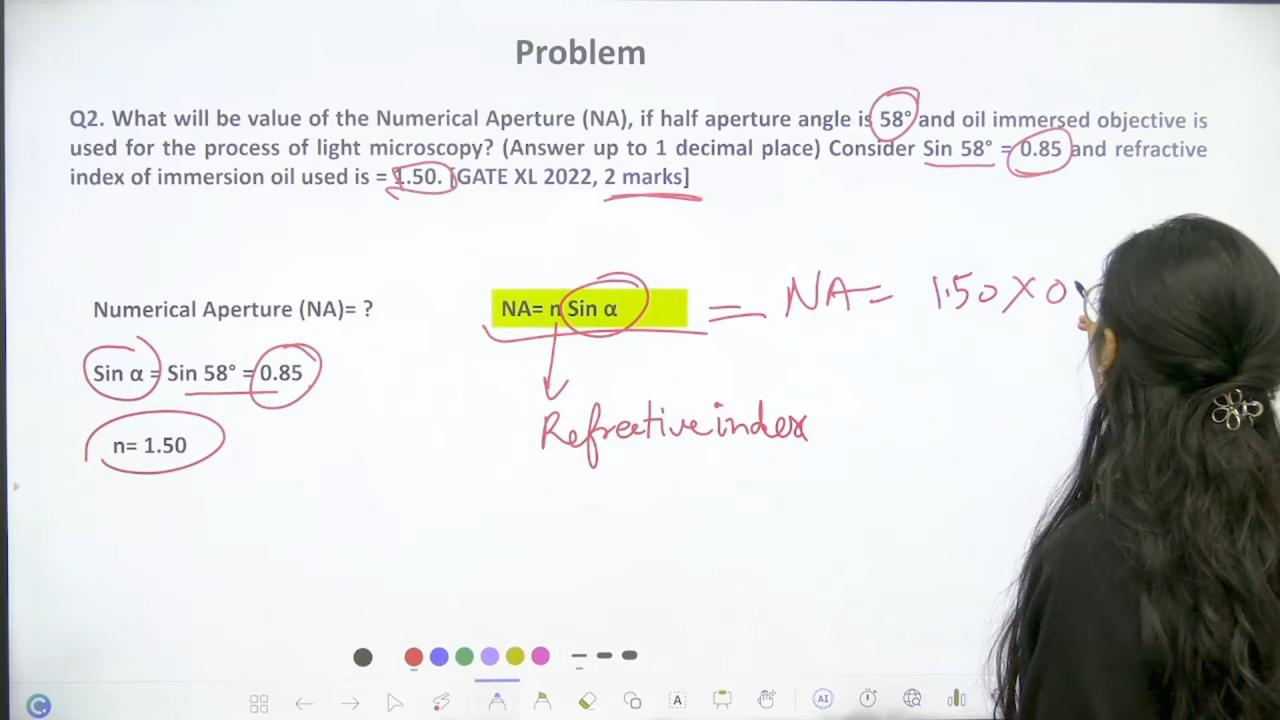 Problem
Q2. What will be value of the Numerical Aperture (NA), if half aperture angle is 58° and oil immersed objective is
used for the process of light microscopy? (Answer up to 1 decimal place) Consider Sin 58° = 0.85 and refractive
index of immersion oil used is = 1.50. [GATE XL 2022, 2 marks]
Numerical Aperture (NA)= ?
NA= n Sin α = NA= 1.50 X 0
Sin α = Sin 58° = 0.85
Refrective index
n= 1.50
A
AI